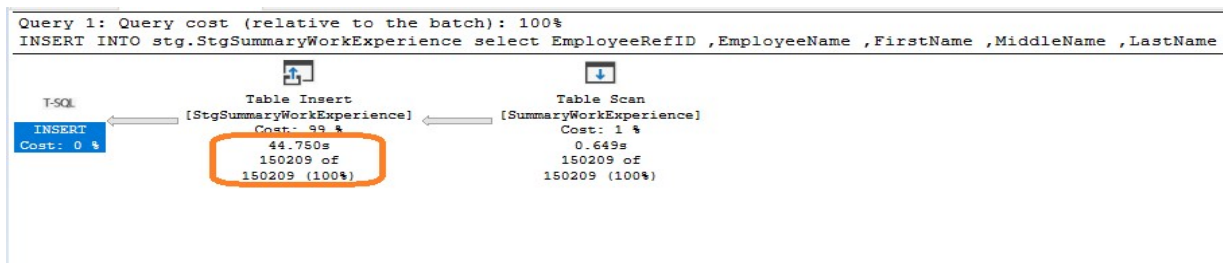 Query 1: Query cost (relative to the batch): 100%
INSERT INTO stg.StgSummaryWorkExperience select EmployeeRefID ,EmployeeName ,FirstName ,MiddleName ,LastName
T-SQL
INSERT
Cost: 0 %
Table Insert
[StgSummaryWorkExperience]
Cost: 99 %
44.750s
150209 of
150209 (100%)
Table Scan
[SummaryWorkExperience]
Cost: 1 %
0.649s
150209 of
150209 (100%)